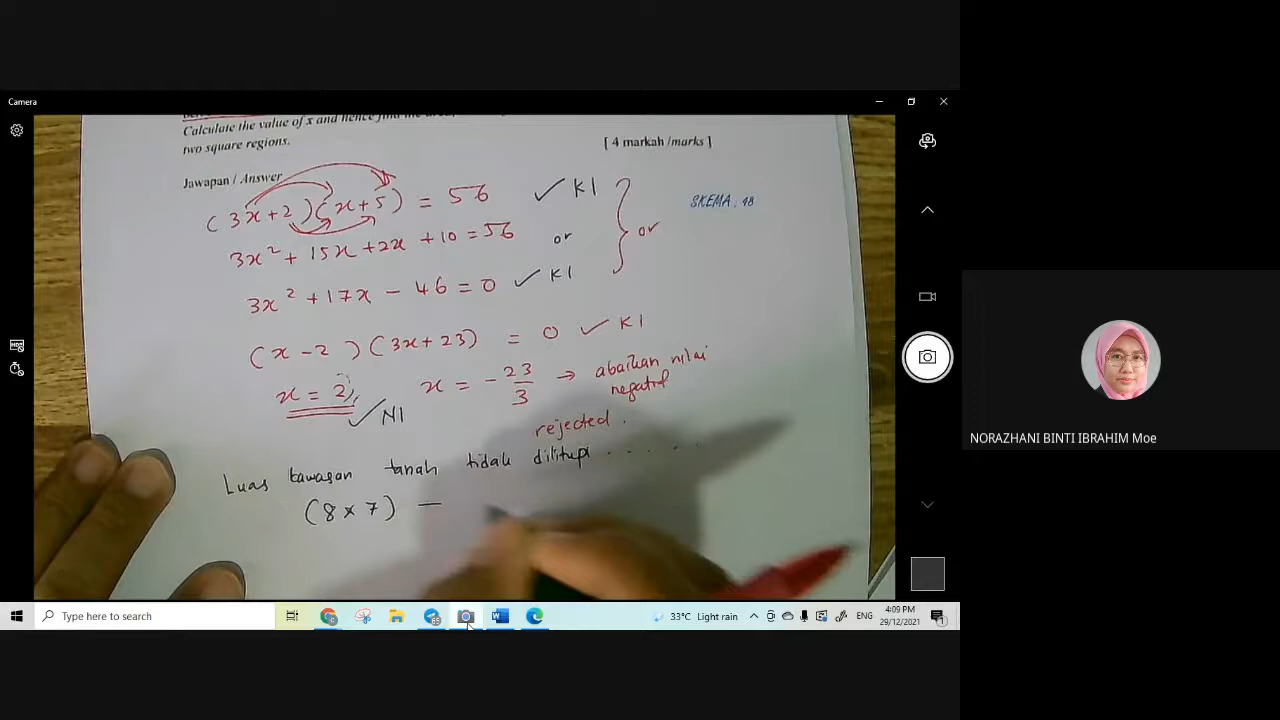 Camera
Calculate the value of x and hence find the area,
two square regions.
[ 4 markah /marks ]
Jawapan / Answer
(3x+2)(x+5) = 56 ✓ K1
SKEMA : 48
3x² + 15x + 2x + 10 = 56 or
or
3x² + 17x - 46 = 0 ✓ K1
(x - 2 ) (3x + 23) = 0 ✓ K1
x = 2 x = - 23/3 → abaikan nilai
negatif
✓ N1
rejected .
Luas kawasan tanah tidak dilitupi . . . . . .
(8 × 7) —
NORAZHANI BINTI IBRAHIM Moe
Type here to search
33°C Light rain
ENG
4:09 PM
29/12/2021